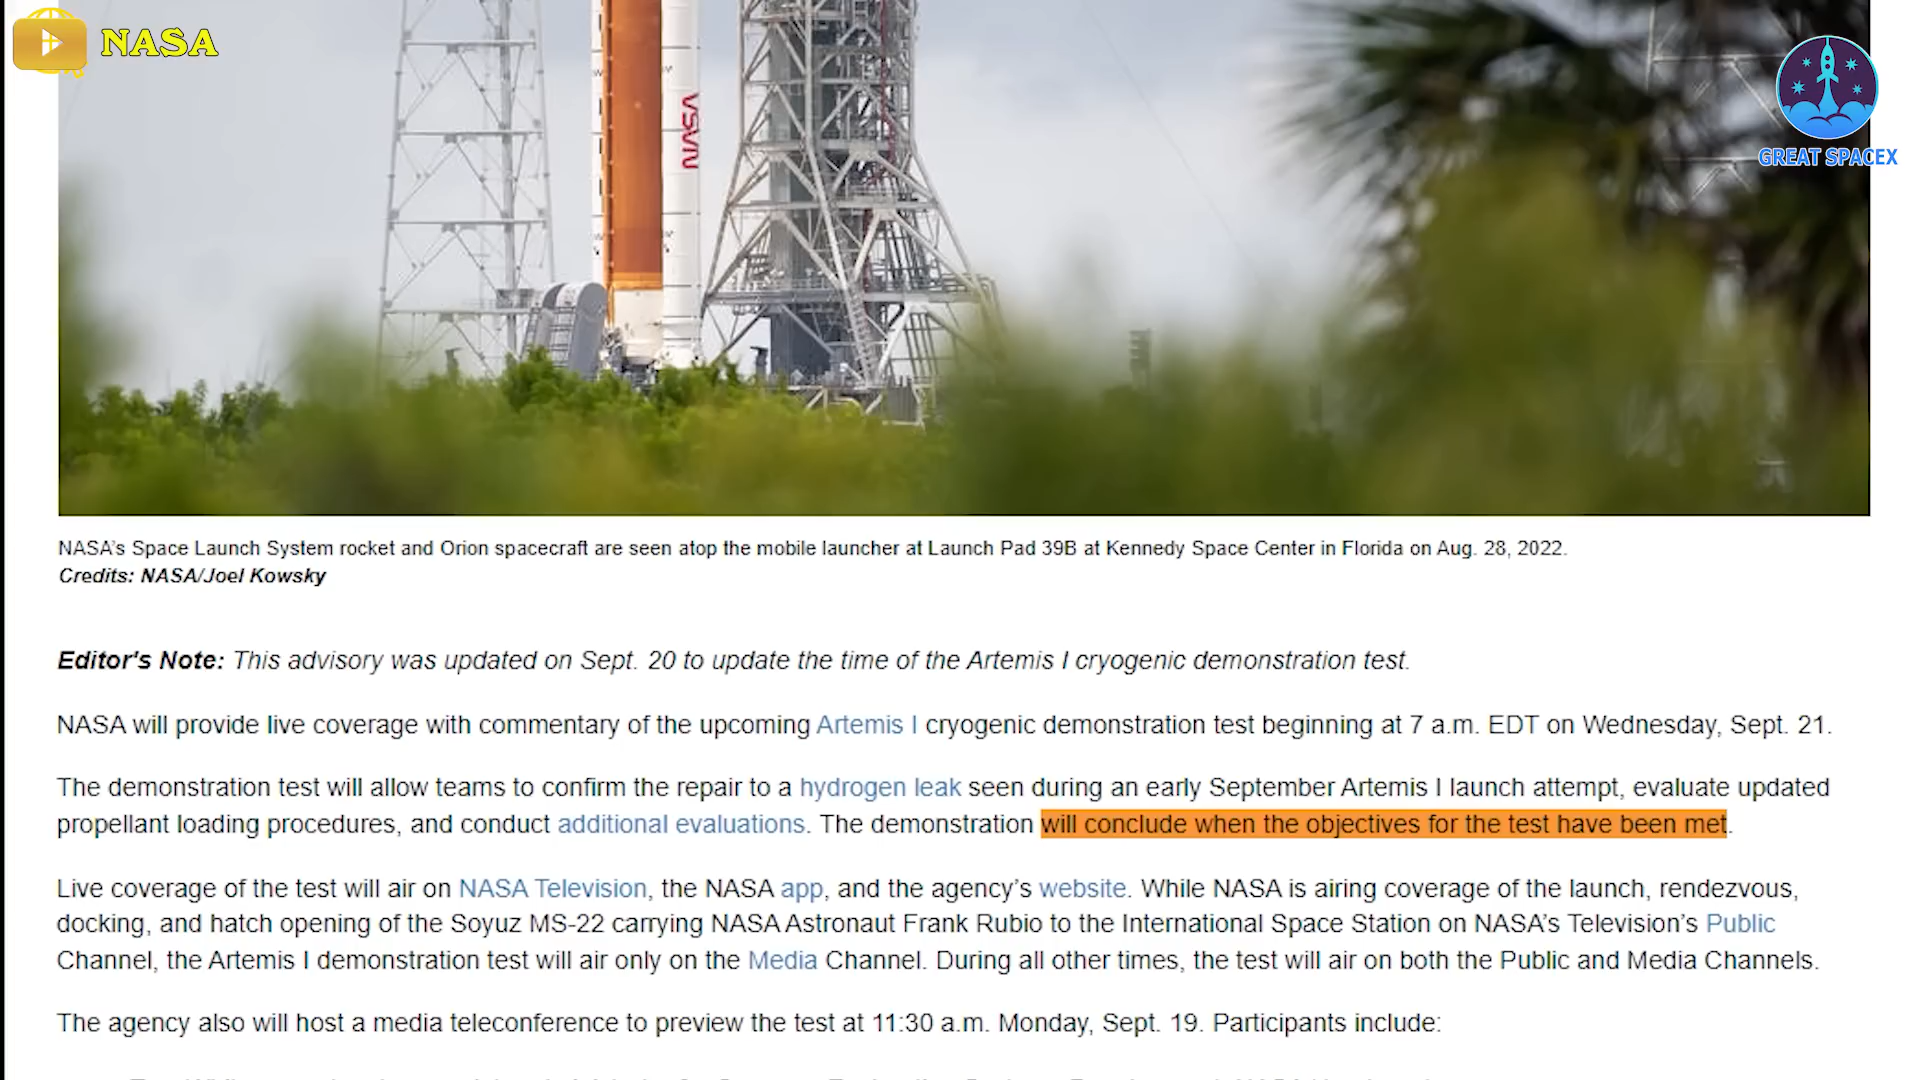 NASA
NASA
GREAT SPACEX
NASA's Space Launch System rocket and Orion spacecraft are seen atop the mobile launcher at Launch Pad 39B at Kennedy Space Center in Florida on Aug. 28, 2022.
Credits: NASA/Joel Kowsky
Editor's Note: This advisory was updated on Sept. 20 to update the time of the Artemis I cryogenic demonstration test.
NASA will provide live coverage with commentary of the upcoming Artemis I cryogenic demonstration test beginning at 7 a.m. EDT on Wednesday, Sept. 21.
The demonstration test will allow teams to confirm the repair to a hydrogen leak seen during an early September Artemis I launch attempt, evaluate updated
propellant loading procedures, and conduct additional evaluations. The demonstration will conclude when the objectives for the test have been met.
Live coverage of the test will air on NASA Television, the NASA app, and the agency's website. While NASA is airing coverage of the launch, rendezvous,
docking, and hatch opening of the Soyuz MS-22 carrying NASA Astronaut Frank Rubio to the International Space Station on NASA's Television's Public
Channel, the Artemis I demonstration test will air only on the Media Channel. During all other times, the test will air on both the Public and Media Channels.
The agency also will host a media teleconference to preview the test at 11:30 a.m. Monday, Sept. 19. Participants include: